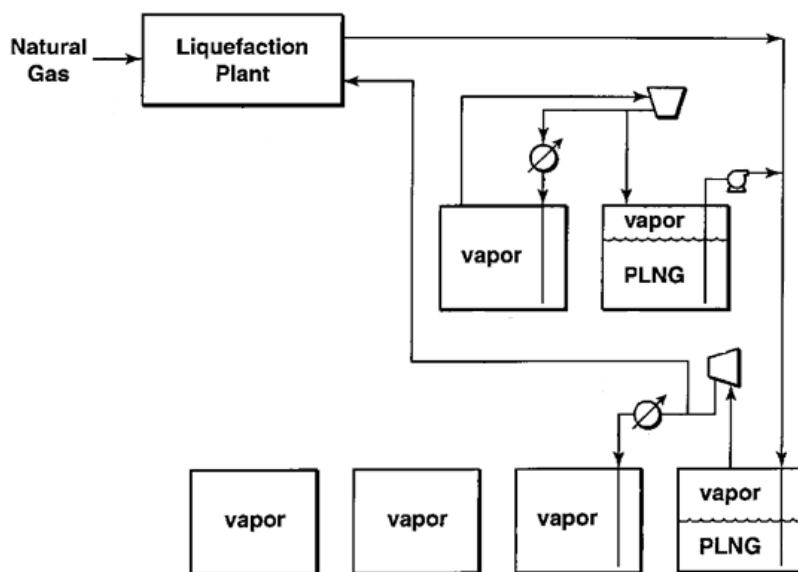 Natural
Gas
Liquefaction
Plant
vapor
vapor
PLNG
vapor
vapor
vapor
vapor
PLNG